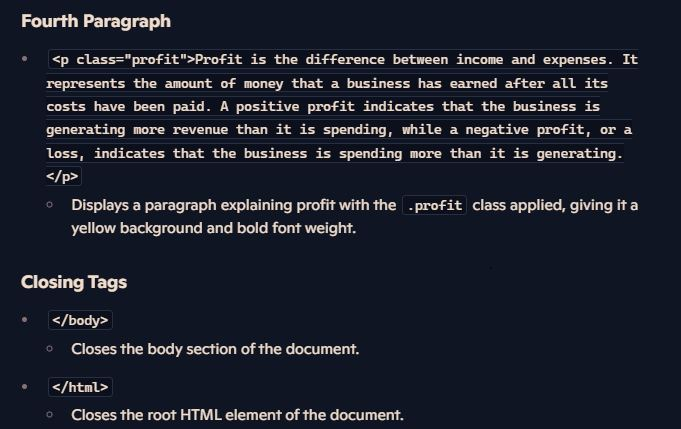 Fourth Paragraph
<p class="profit">Profit is the difference between income and expenses. It
represents the amount of money that a business has earned after all its
costs have been paid. A positive profit indicates that the business is
generating more revenue than it is spending, while a negative profit, or a
loss, indicates that the business is spending more than it is generating.
</p>
Displays a paragraph explaining profit with the .profit class applied, giving it a
yellow background and bold font weight.
Closing Tags
</body>
Closes the body section of the document.
</html>
Closes the root HTML element of the document.